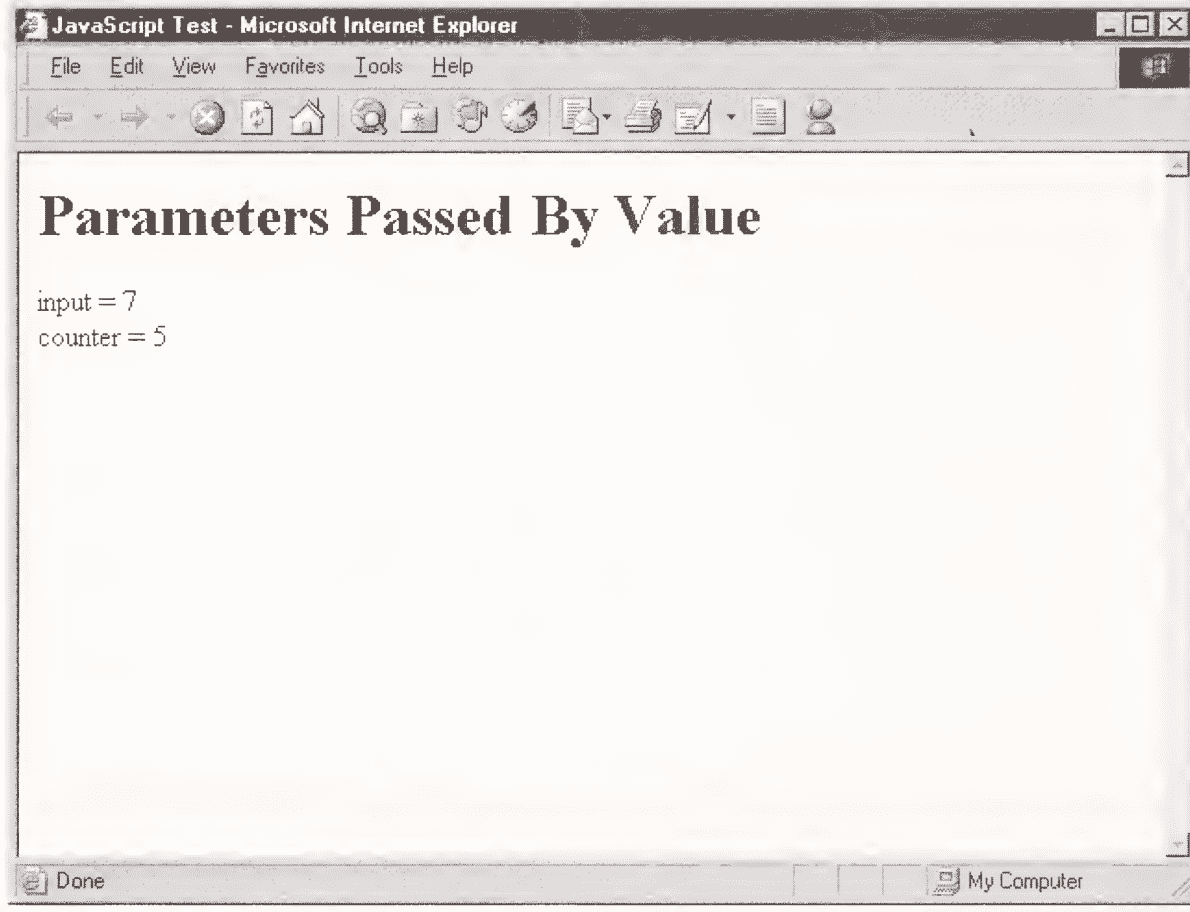 JavaScript Test - Microsoft Internet Explorer
File Edit View Favorites Tools Help
Parameters Passed By Value
input = 7
counter = 5
Done
My Computer